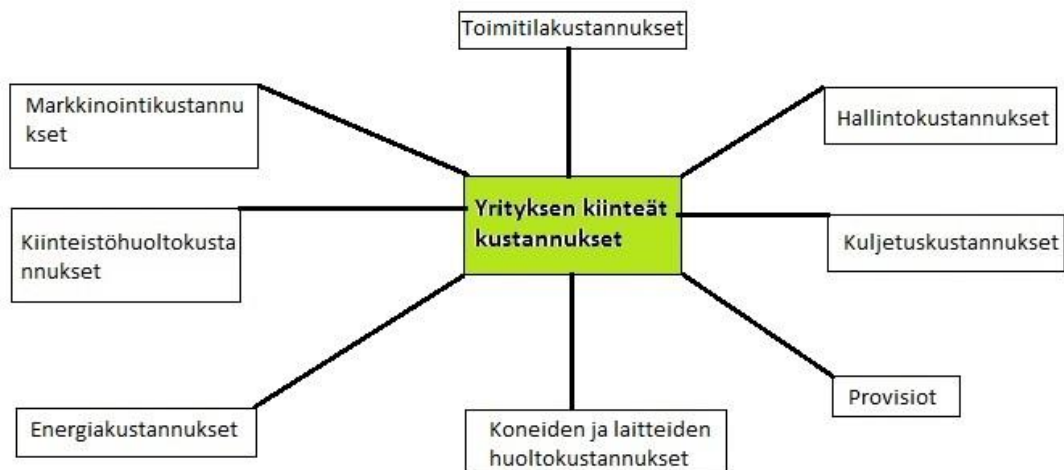 Toimitilakustannukset
Markkinointikustannu
kset
Hallintokustannukset
Yrityksen kiinteät
kustannukset
Kiinteistöhuoltokusta
nnukset
Kuljetuskustannukset
Energiakustannukset
Koneiden ja laitteiden
huoltokustannukset
Provisiot